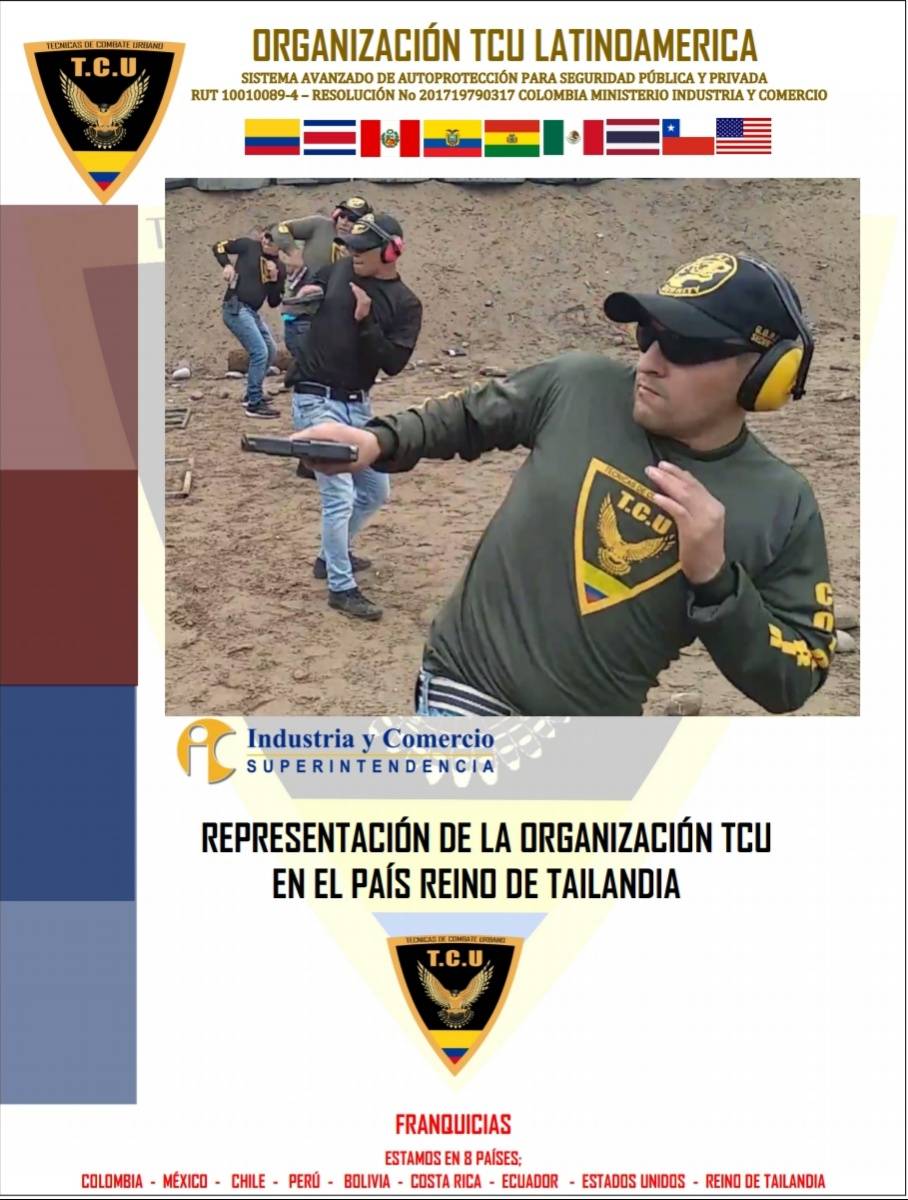 TECNICAS DE COMBATE URBANO
T.C.U
ORGANIZACIÓN TCU LATINOAMERICA
SISTEMA AVANZADO DE AUTOPROTECCIÓN PARA SEGURIDAD PÚBLICA Y PRIVADA
RUT 10010089-4 – RESOLUCIÓN No 201719790317 COLOMBIA MINISTERIO INDUSTRIA Y COMERCIO
TECNICAS DE
T.C.U
Industria y Comercio
SUPERINTENDENCIA
REPRESENTACIÓN DE LA ORGANIZACIÓN TCU
EN EL PAÍS REINO DE TAILANDIA
TECNICAS DE COMBATE URBANO
T.C.U
FRANQUICIAS
ESTAMOS EN 8 PAÍSES;
COLOMBIA - MÉXICO - CHILE - PERÚ - BOLIVIA - COSTA RICA - ECUADOR - ESTADOS UNIDOS - REINO DE TAILANDIA